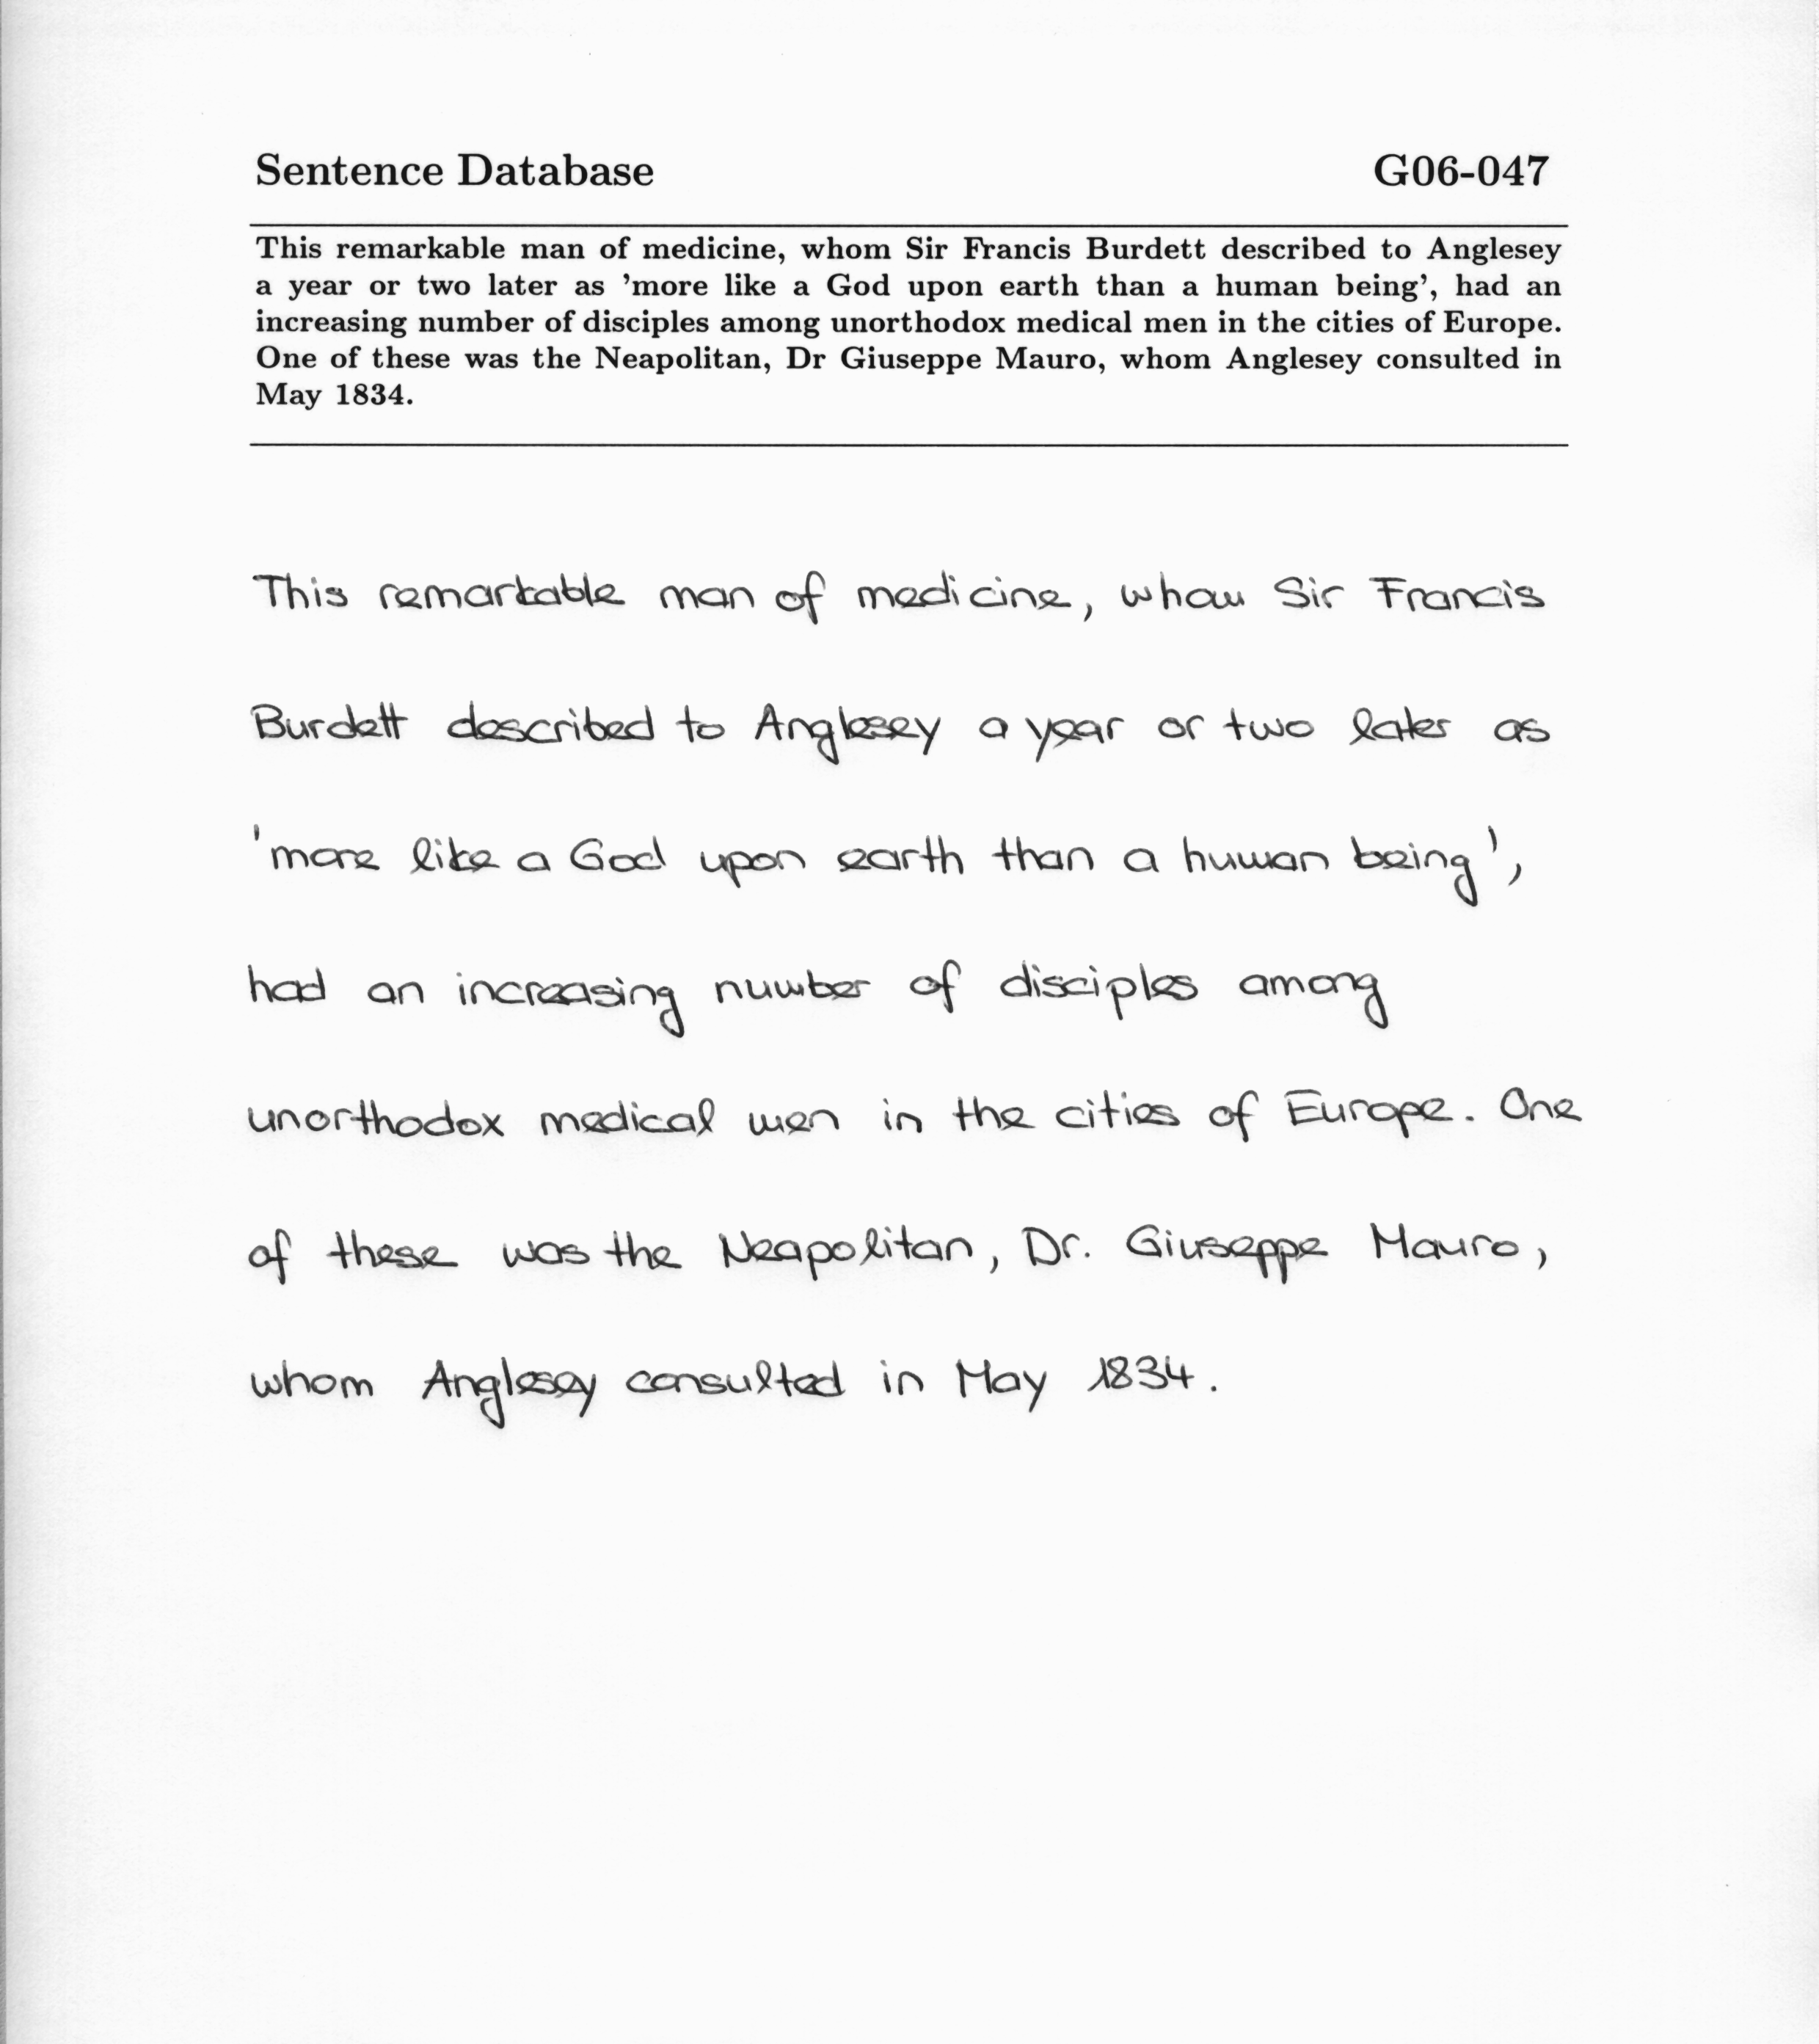 Sentence Database G06-047
This remarkable man of medicine, whom Sir Francis Burdett described to Anglesey
a year or two later as 'more like a God upon earth than a human being', had an
increasing number of disciples among unorthodox medical men in the cities of Europe.
One of these was the Neapolitan, Dr Giuseppe Mauro, whom Anglesey consulted in
May 1834.
This remarkable man of medicine, whom Sir Francis
Burdett described to Anglesey a year or two later as
'more like a God upon earth than a human being',
had an increasing number of disciples among
unorthodox medical men in the cities of Europe. One
of these was the Neapolitan, Dr. Giuseppe Mauro,
whom Anglesey consulted in May 1834.